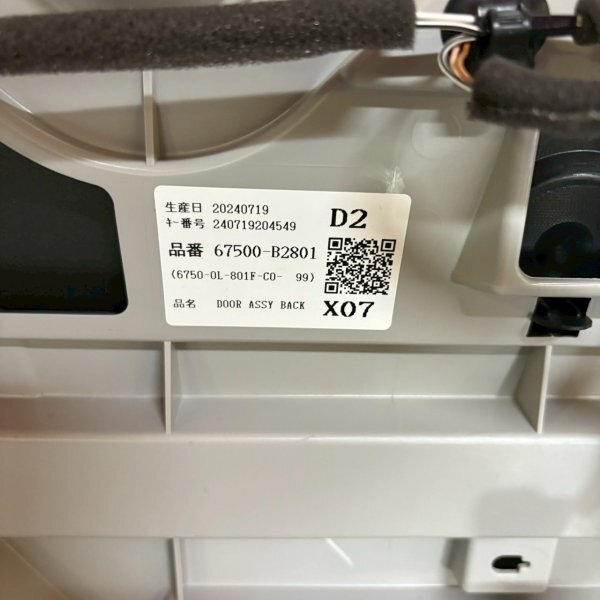 生産日 20240719
ｷｰ番号 240719204549
D2
品番 67500-B2801
(6750-0L-801F-C0- 99)
品名 DOOR ASSY BACK
X07